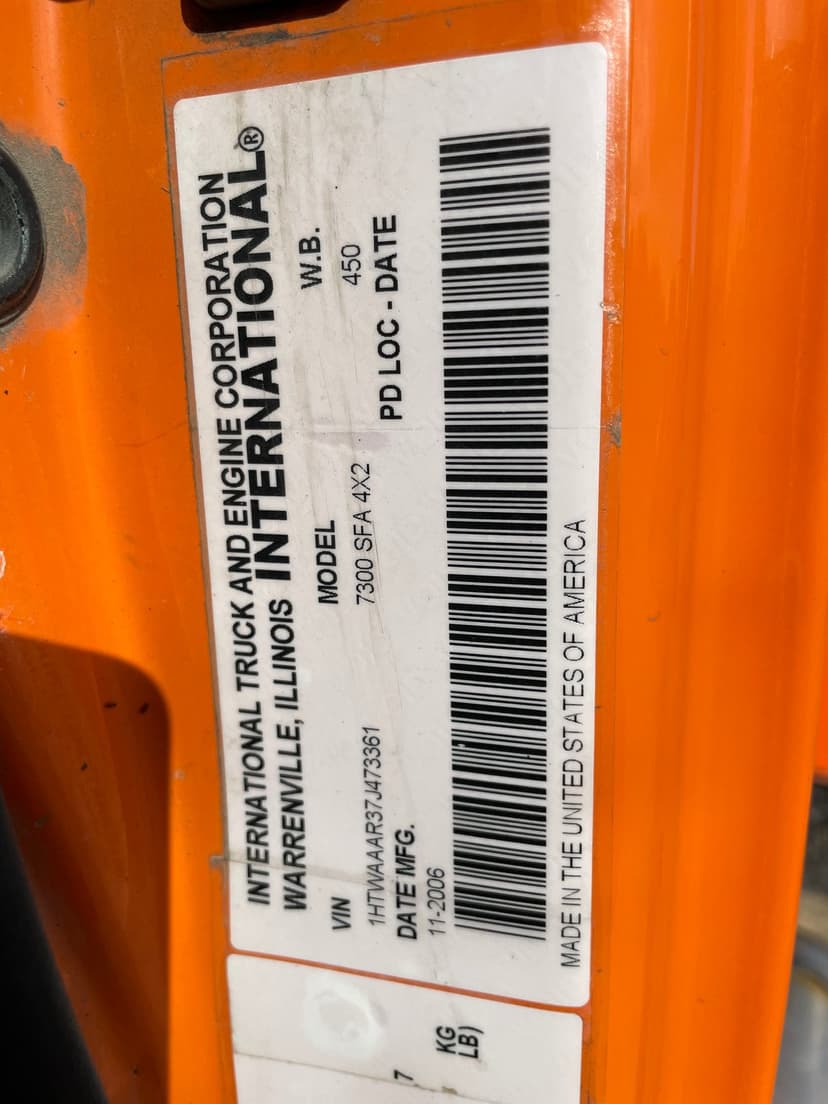 INTERNATIONAL TRUCK AND ENGINE CORPORATION
WARRENVILLE, ILLINOIS INTERNATIONAL®
VIN MODEL W.B.
1HTWAAAR37J473361 7300 SFA 4X2 450
DATE MFG. PD LOC - DATE
11-2006
MADE IN THE UNITED STATES OF AMERICA
7
KG
LB)